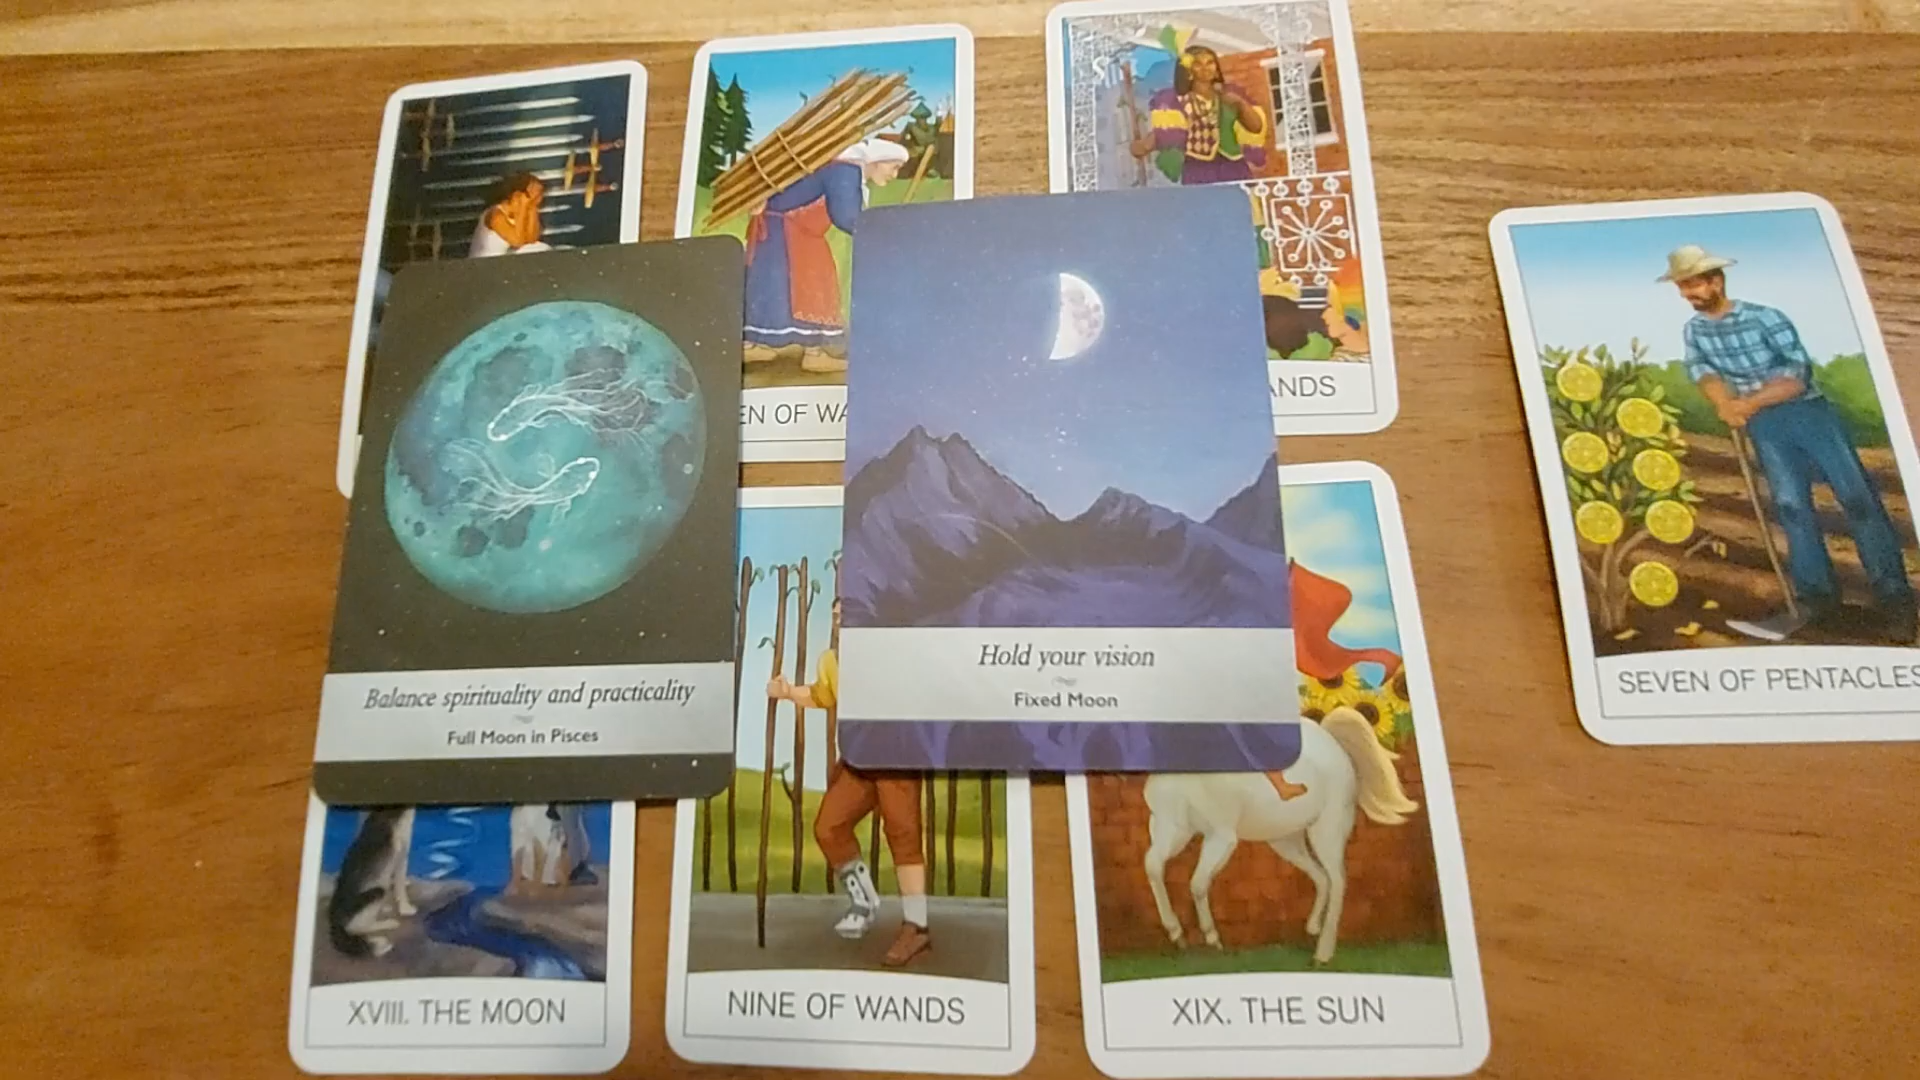 EN OF WA
ANDS
SEVEN OF PENTACLES
Balance spirituality and practicality
Full Moon in Pisces
Hold your vision
Fixed Moon
XVIII. THE MOON
NINE OF WANDS
XIX. THE SUN